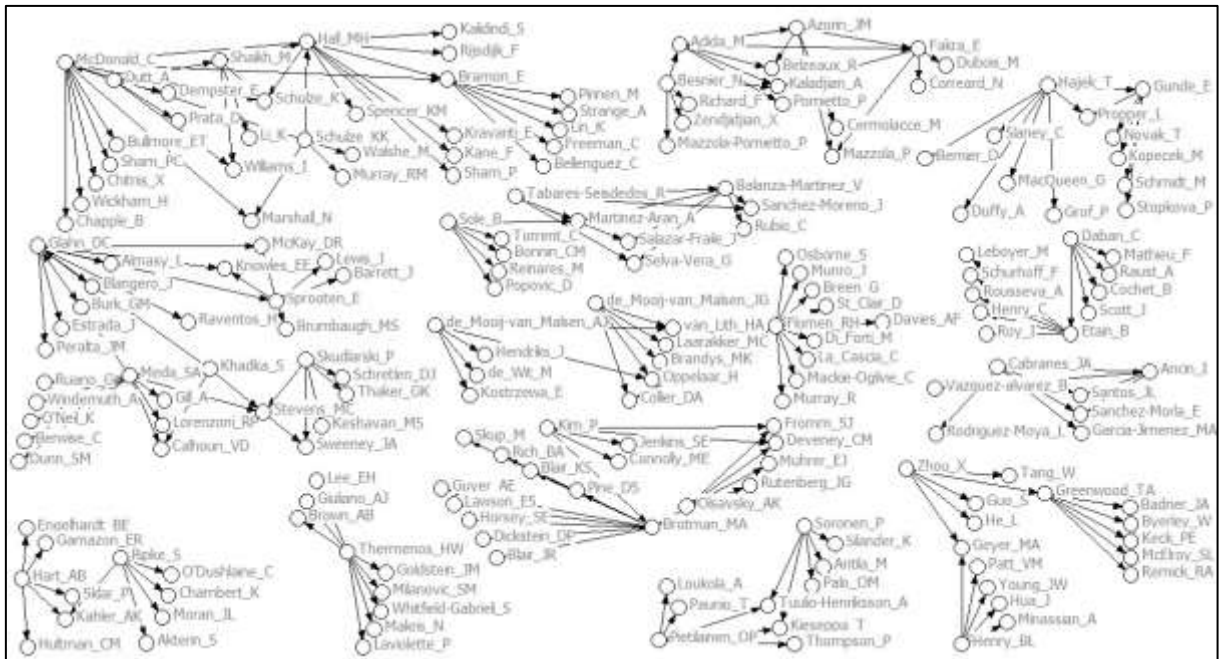 McDonald_C
Hall_MH
Kalidindi_S
Rijsdijk_F
Shaikh_M
Dutt_A
Dempster_E
Bramon_E
Schulze_K
Prata_D
Spencer_KM
Pinnen_M
Strange_A
Lin_K
Freeman_C
Bellenguez_C
Li_K
Schulze_KK
Kravariti_E
Walshe_M
Kane_F
Bullmore_ET
Sham_PC
Williams_I
Murray_RM
Sham_P
Chitnis_X
Wickham_H
Chapple_B
Marshall_N
Adida_M
Azorin_JM
Fakra_E
Belzeaux_R
Dubois_M
Besnier_N
Kaladjian_A
Correard_N
Richard_F
Pomietto_P
Zendjidjian_X
Cermolacce_M
Mazzola-Pomietto_P
Mazzola_P
Hajek_T
Gunde_E
Propper_L
Slaney_C
Novak_T
Bernier_D
Kopecek_M
MacQueen_G
Schmidt_M
Duffy_A
Grof_P
Stopkova_P
Tabares-Seisdedos_R
Balanza-Martinez_V
Sanchez-Moreno_J
Sole_B
Martinez-Aran_A
Rubio_C
Torrent_C
Salazar-Fraile_J
Bonnin_CM
Reinares_M
Selva-Vera_G
Popovic_D
Glahn_DC
McKay_DR
Almasy_L
Knowles_EE
Lewis_J
Barrett_J
Blangero_J
Sprooten_E
Burk_GM
Estrada_J
Raventos_H
Brumbaugh_MS
Peralta_JM
Osborne_S
Munro_J
Breen_G
St_Clair_D
de_Mooij-van_Malsen_JG
de_Mooij-van_Malsen_AJ
van_Lith_HA
Flomen_RH
Davies_AF
Laarakker_MC
Di_Forti_M
Hendriks_J
Brandys_MK
La_Cascia_C
de_Wit_M
Oppelaar_H
Mackie-Ogilvie_C
Kostrzewa_E
Collier_DA
Murray_R
Leboyer_M
Daban_C
Schurhoff_F
Mathieu_F
Rousseva_A
Raust_A
Henry_C
Cochet_B
Scott_J
Roy_I
Etain_B
Khadka_S
Skudlarski_P
Ruano_G
Meda_SA
Schretlen_DJ
Windemuth_A
Gill_A
Thaker_GK
O'Neil_K
Lorenzoni_RP
Stevens_MC
Keshavan_MS
Calhoun_VD
Sweeney_JA
Dunn_SM
Cabranes_JA
Ancin_I
Vazquez-alvarez_B
Santos_JL
Sanchez-Morla_E
Rodriguez-Moya_L
Garcia-Jimenez_MA
Kim_P
Fromm_SJ
Skup_M
Jenkins_SE
Deveney_CM
Rich_BA
Connolly_ME
Muhrer_EJ
Blair_KS
Rutenberg_JG
Guyer_AE
Pine_DS
Olsavsky_AK
Lawson_ES
Horsey_SE
Brotman_MA
Dickstein_DP
Blair_JR
Zhou_X
Tang_W
Greenwood_TA
Guo_S
Badner_JA
He_L
Byerley_W
Keck_PE
Geyer_MA
McElroy_SL
Patt_VM
Remick_RA
Young_JW
Hua_J
Minassian_A
Henry_BL
Lee_EH
Giuliano_AJ
Brown_AB
Thermenos_HW
Goldstein_JM
Milanovic_SM
Whitfield-Gabrieli_S
Makris_N
Laviolette_P
Engelhardt_BE
Gamazon_ER
Ripke_S
Hart_AB
O'Dushlaine_C
Sklar_P
Chambert_K
Kahler_AK
Moran_JL
Hultman_CM
Akterin_S
Soronen_P
Silander_K
Antila_M
Loukola_A
Palo_OM
Paunio_T
Tuulio-Henriksson_A
Kieseppa_T
Pietilainen_OP
Thompson_P